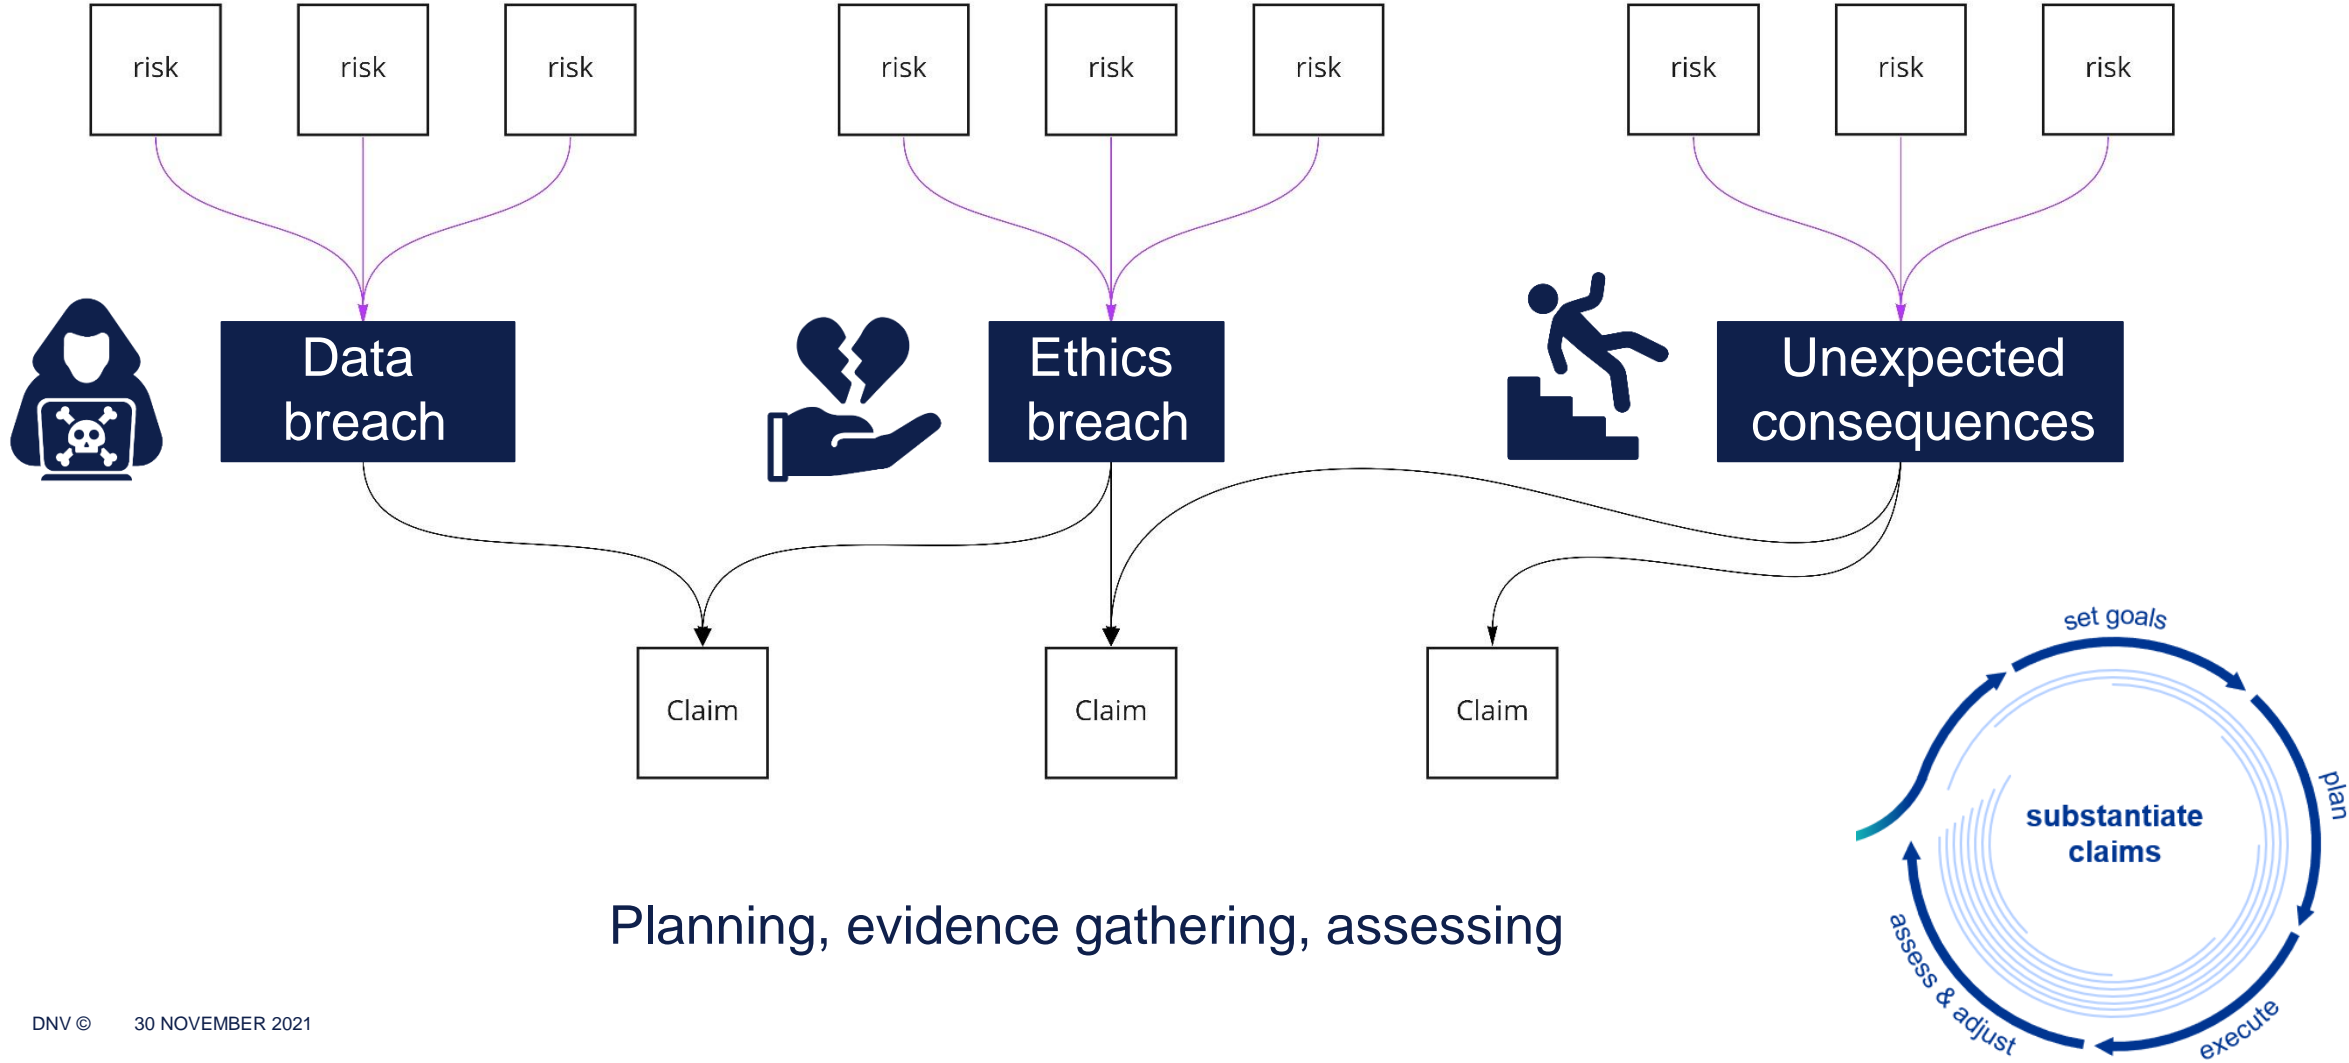 risk risk risk risk risk risk risk risk risk
Data
breach
Ethics
breach
Unexpected
consequences
Claim Claim Claim
set goals
plan
substantiate
claims
execute
assess & adjust
Planning, evidence gathering, assessing
DNV © 30 NOVEMBER 2021